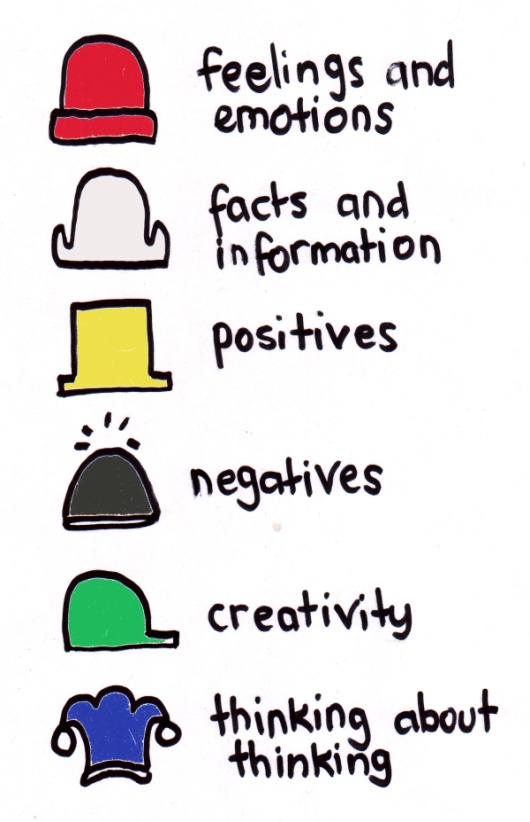 feelings and
emotions
facts and
information
positives
negatives
creativity
thinking about
thinking